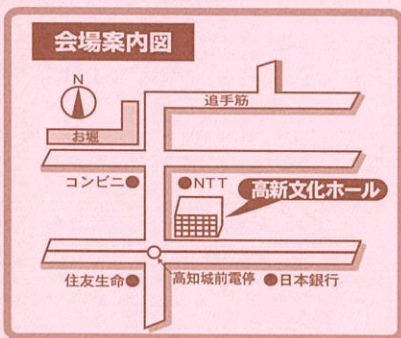 会場案内図
N
追手筋
お堀
コンビニ
NTT
高新文化ホール
住友生命
高知城前電停
日本銀行